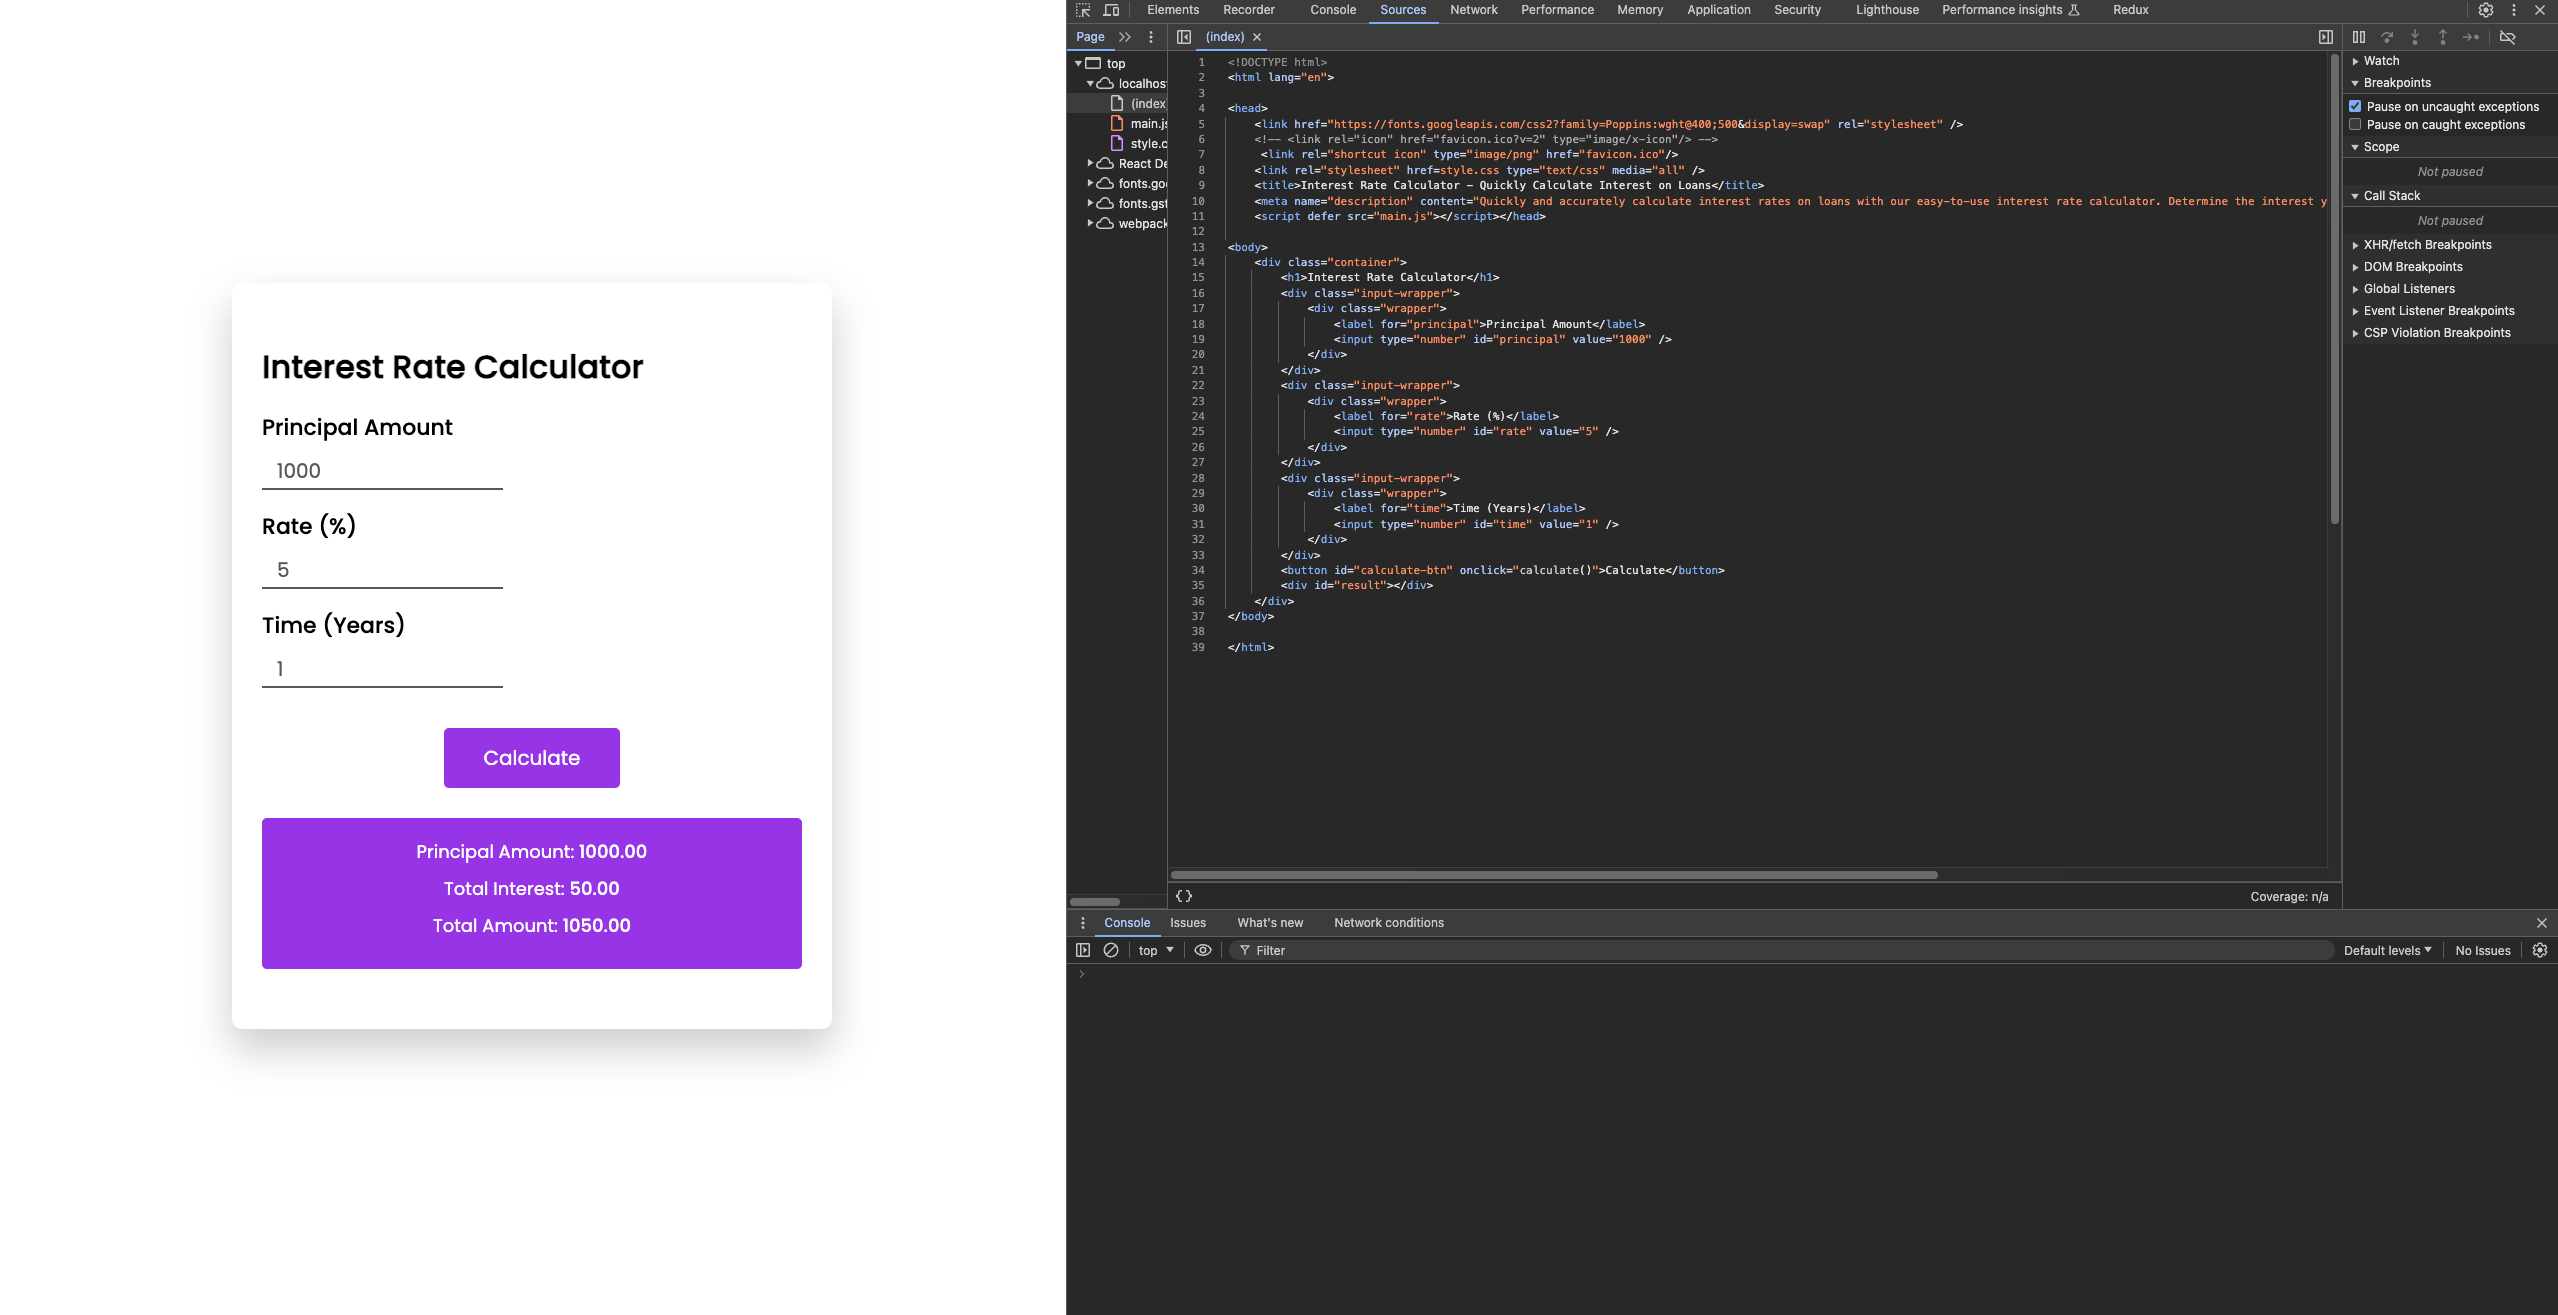 Interest Rate Calculator
Principal Amount
1000
Rate (%)
5
Time (Years)
1
Calculate
Principal Amount: 1000.00
Total Interest: 50.00
Total Amount: 1050.00
Elements Recorder Console Sources Network Performance Memory Application Security Lighthouse Performance insights Redux
Page
(index)
top
localhos
(index
main.js
style.c
React De
fonts.goo
fonts.gst
webpack
1 <!DOCTYPE html>
2 <html lang="en">
3
4 <head>
5 <link href="https://fonts.googleapis.com/css2?family=Poppins:wght@400;500&display=swap" rel="stylesheet" />
6 <!-- <link rel="icon" href="favicon.ico?v=2" type="image/x-icon"/> -->
7 <link rel="shortcut icon" type="image/png" href="favicon.ico"/>
8 <link rel="stylesheet" href=style.css type="text/css" media="all" />
9 <title>Interest Rate Calculator - Quickly Calculate Interest on Loans</title>
10 <meta name="description" content="Quickly and accurately calculate interest rates on loans with our easy-to-use interest rate calculator. Determine the interest y
11 <script defer src="main.js"></script></head>
12
13 <body>
14 <div class="container">
15 <h1>Interest Rate Calculator</h1>
16 <div class="input-wrapper">
17 <div class="wrapper">
18 <label for="principal">Principal Amount</label>
19 <input type="number" id="principal" value="1000" />
20 </div>
21 </div>
22 <div class="input-wrapper">
23 <div class="wrapper">
24 <label for="rate">Rate (%)</label>
25 <input type="number" id="rate" value="5" />
26 </div>
27 </div>
28 <div class="input-wrapper">
29 <div class="wrapper">
30 <label for="time">Time (Years)</label>
31 <input type="number" id="time" value="1" />
32 </div>
33 </div>
34 <button id="calculate-btn" onclick="calculate()">Calculate</button>
35 <div id="result"></div>
36 </div>
37 </body>
38
39 </html>
{} Coverage: n/a
Watch
Breakpoints
Pause on uncaught exceptions
Pause on caught exceptions
Scope
Not paused
Call Stack
Not paused
XHR/fetch Breakpoints
DOM Breakpoints
Global Listeners
Event Listener Breakpoints
CSP Violation Breakpoints
Console Issues What's new Network conditions
top Filter Default levels No Issues